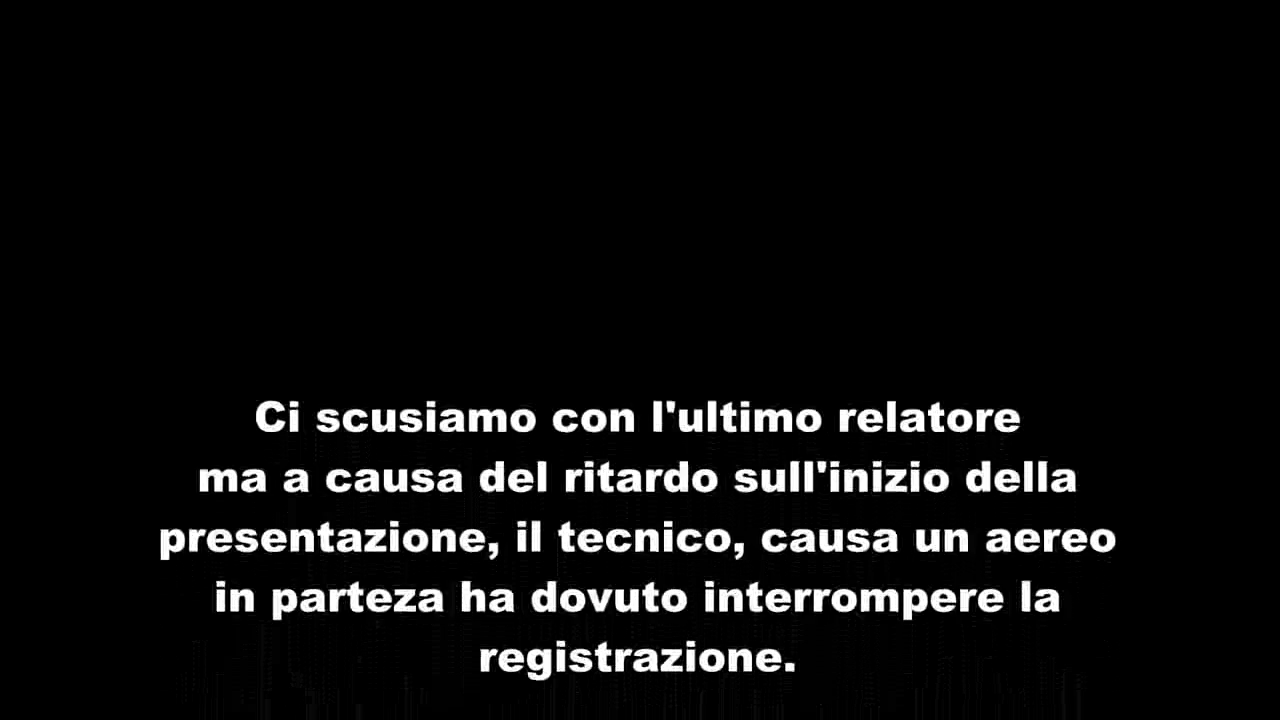 Ci scusiamo con l'ultimo relatore
ma a causa del ritardo sull'inizio della
presentazione, il tecnico, causa un aereo
in parteza ha dovuto interrompere la
registrazione.